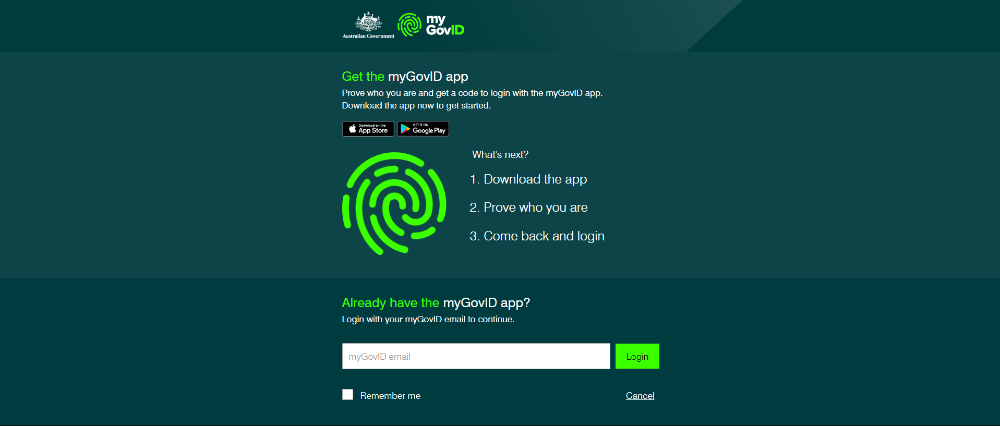 Australian Government
my
GovID
Get the myGovID app
Prove who you are and get a code to login with the myGovID app.
Download the app now to get started.
Download on the
App Store
GET IT ON
Google Play
What's next?
1. Download the app
2. Prove who you are
3. Come back and login
Already have the myGovID app?
Login with your myGovID email to continue.
myGovID email
Login
Remember me
Cancel